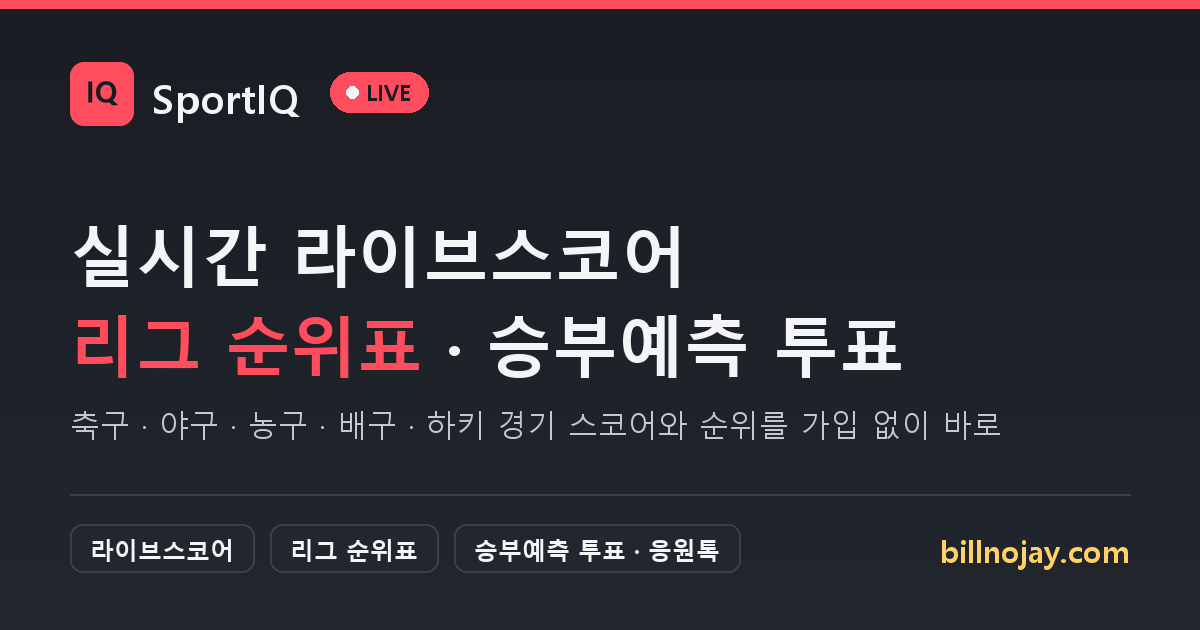 IQ SportIQ LIVE
실시간 라이브스코어
리그 순위표 · 승부예측 투표
축구 · 야구 · 농구 · 배구 · 하키 경기 스코어와 순위를 가입 없이 바로
라이브스코어 리그 순위표 승부예측 투표 · 응원톡 billnojay.com